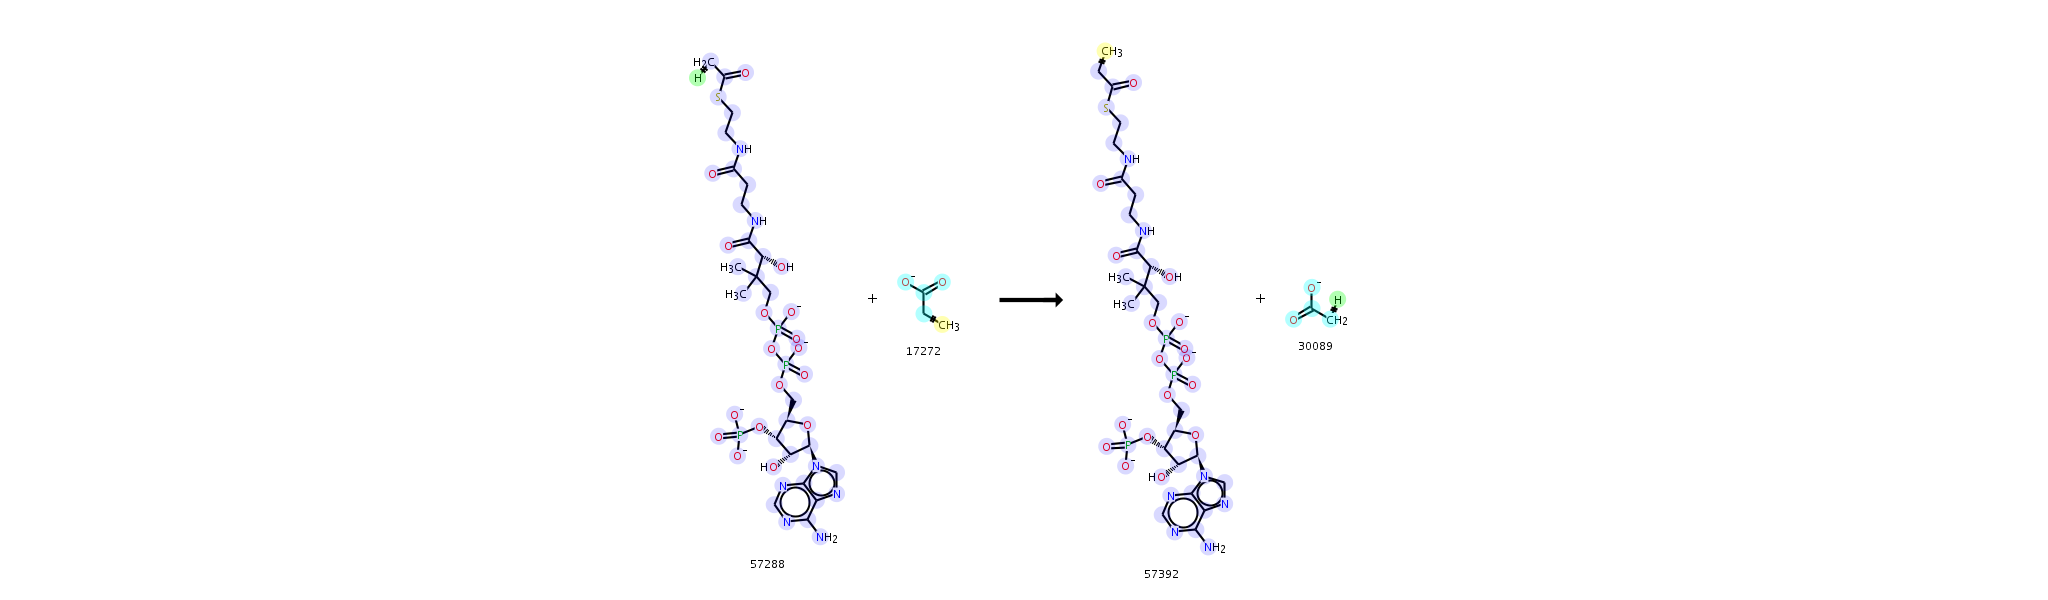 H₂C
H
O
S
NH
O
NH
O
OH
H₃C
H₃C
O
O⁻
P
O
O
O⁻
P
O
O
O⁻
O
P
O
O⁻
O
HO
N
N
N
N
NH₂
57288
+
O⁻
O
CH₃
17272
CH₃
O
S
NH
O
NH
O
OH
H₃C
H₃C
O
O⁻
P
O
O
O⁻
P
O
O
O⁻
O
P
O
O⁻
O
HO
N
N
N
N
NH₂
57392
+
O⁻
H
O
CH₂
30089